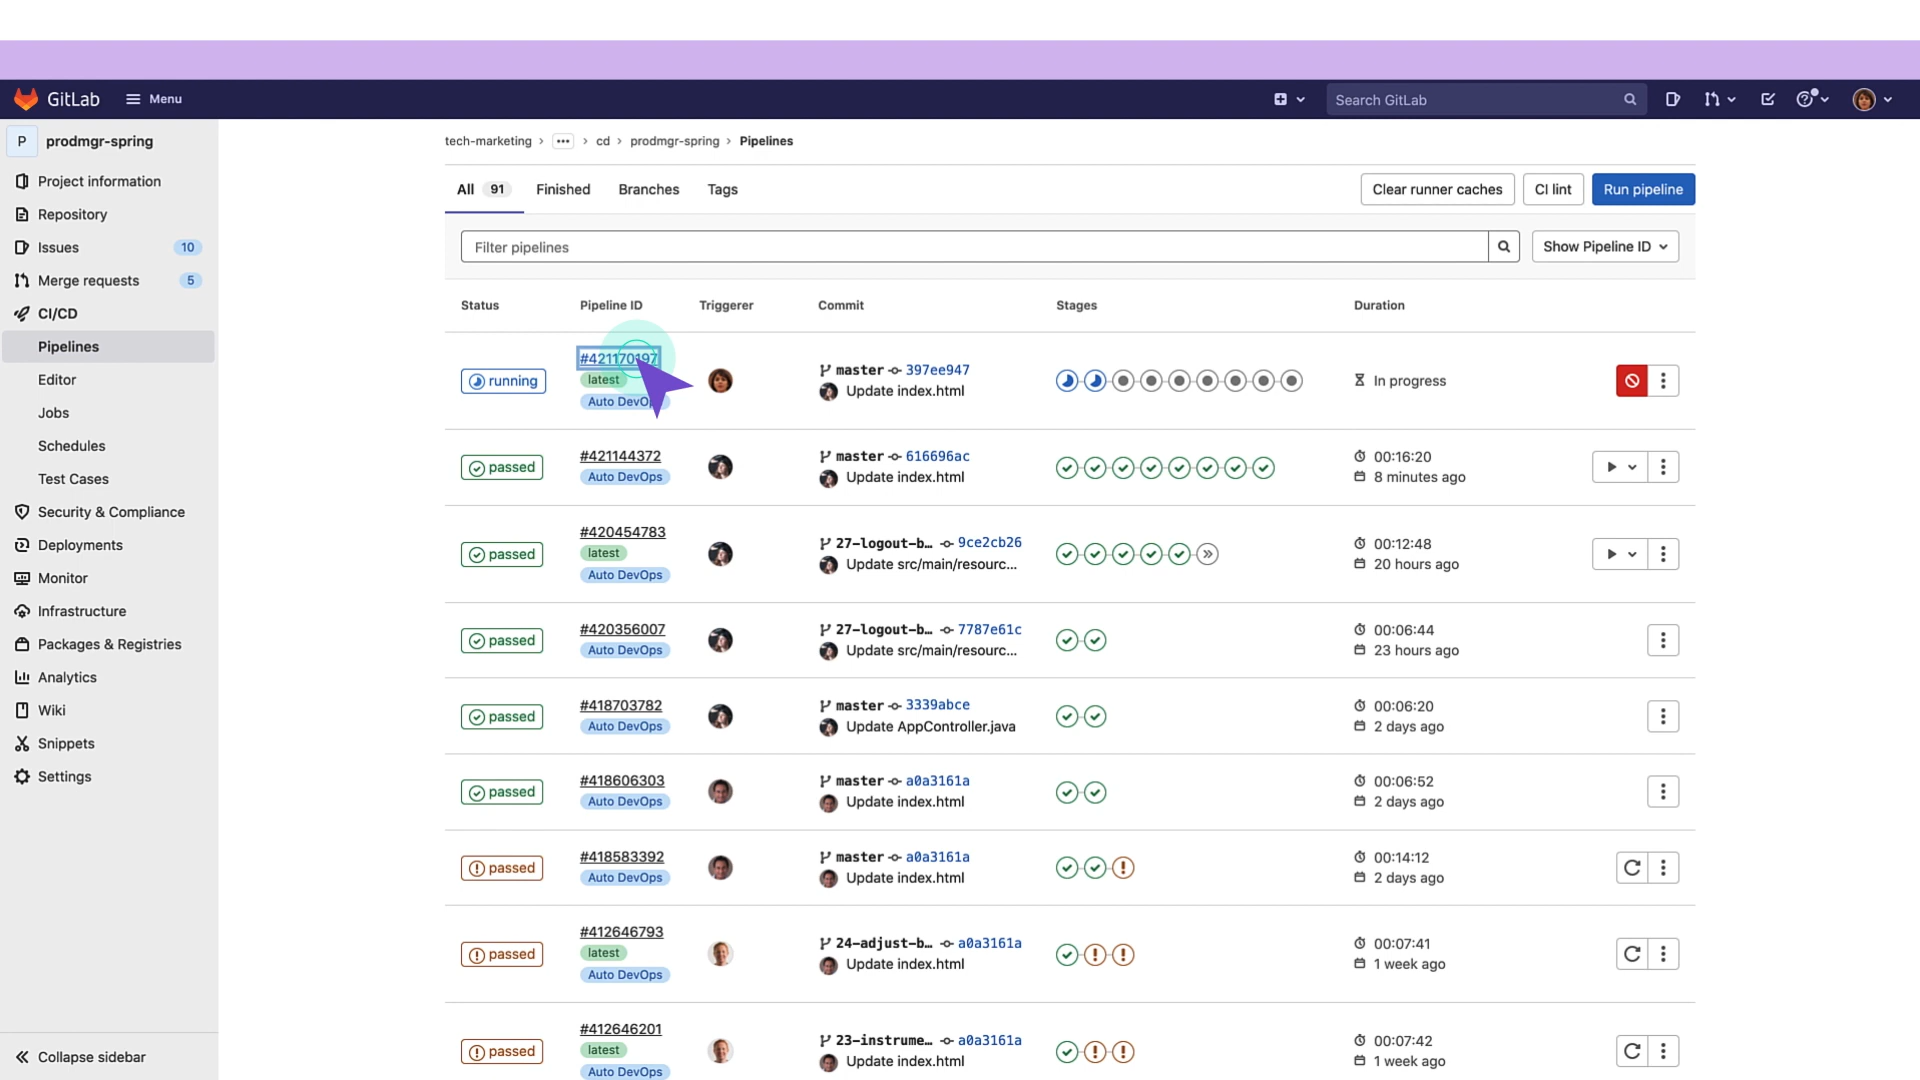 GitLab
Menu
Search GitLab
P prodmgr-spring
Project information
Repository
Issues 10
Merge requests 5
CI/CD
Pipelines
Editor
Jobs
Schedules
Test Cases
Security & Compliance
Deployments
Monitor
Infrastructure
Packages & Registries
Analytics
Wiki
Snippets
Settings
Collapse sidebar
tech-marketing › ••• › cd › prodmgr-spring › Pipelines
All 91 Finished Branches Tags
Clear runner caches CI lint Run pipeline
Filter pipelines
Show Pipeline ID
Status Pipeline ID Triggerer Commit Stages Duration
running
#421170197
latest
Auto DevOps
master 397ee947
Update index.html
In progress
passed
#421144372
Auto DevOps
master 616696ac
Update index.html
00:16:20
8 minutes ago
passed
#420454783
latest
Auto DevOps
27-logout-b… 9ce2cb26
Update src/main/resourc...
00:12:48
20 hours ago
passed
#420356007
Auto DevOps
27-logout-b… 7787e61c
Update src/main/resourc...
00:06:44
23 hours ago
passed
#418703782
Auto DevOps
master 3339abce
Update AppController.java
00:06:20
2 days ago
passed
#418606303
Auto DevOps
master a0a3161a
Update index.html
00:06:52
2 days ago
passed
#418583392
Auto DevOps
master a0a3161a
Update index.html
00:14:12
2 days ago
passed
#412646793
latest
Auto DevOps
24-adjust-b… a0a3161a
Update index.html
00:07:41
1 week ago
passed
#412646201
latest
Auto DevOps
23-instrume… a0a3161a
Update index.html
00:07:42
1 week ago